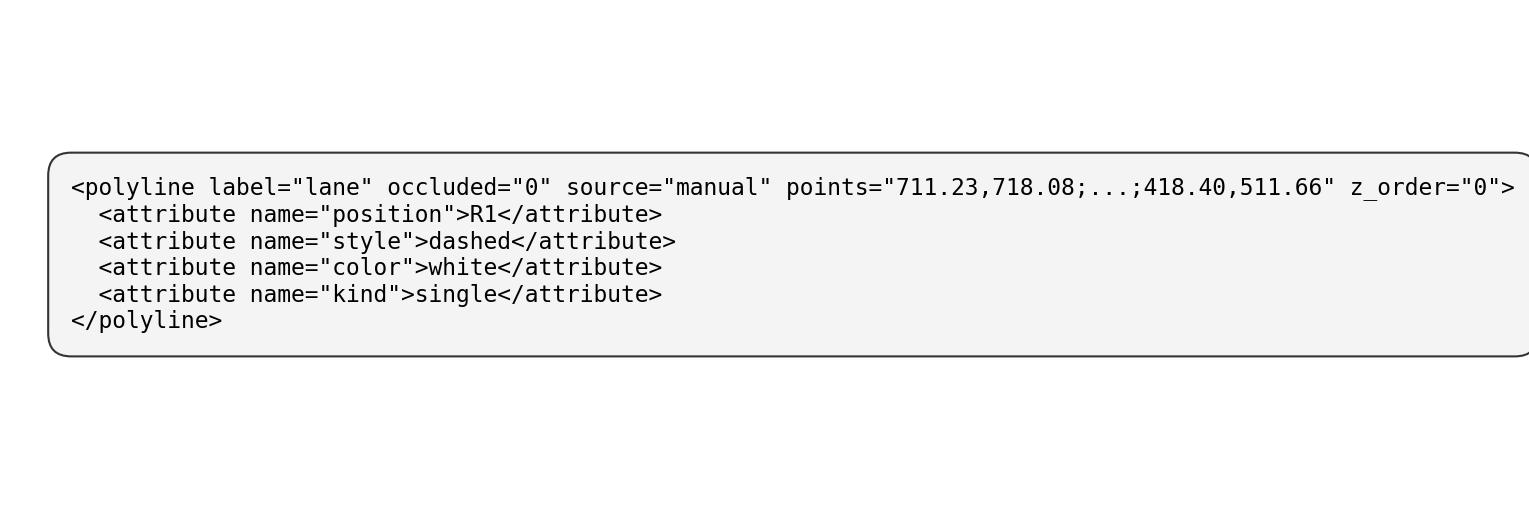 <polyline label="lane" occluded="0" source="manual" points="711.23,718.08;...;418.40,511.66" z_order="0">
  <attribute name="position">R1</attribute>
  <attribute name="style">dashed</attribute>
  <attribute name="color">white</attribute>
  <attribute name="kind">single</attribute>
</polyline>